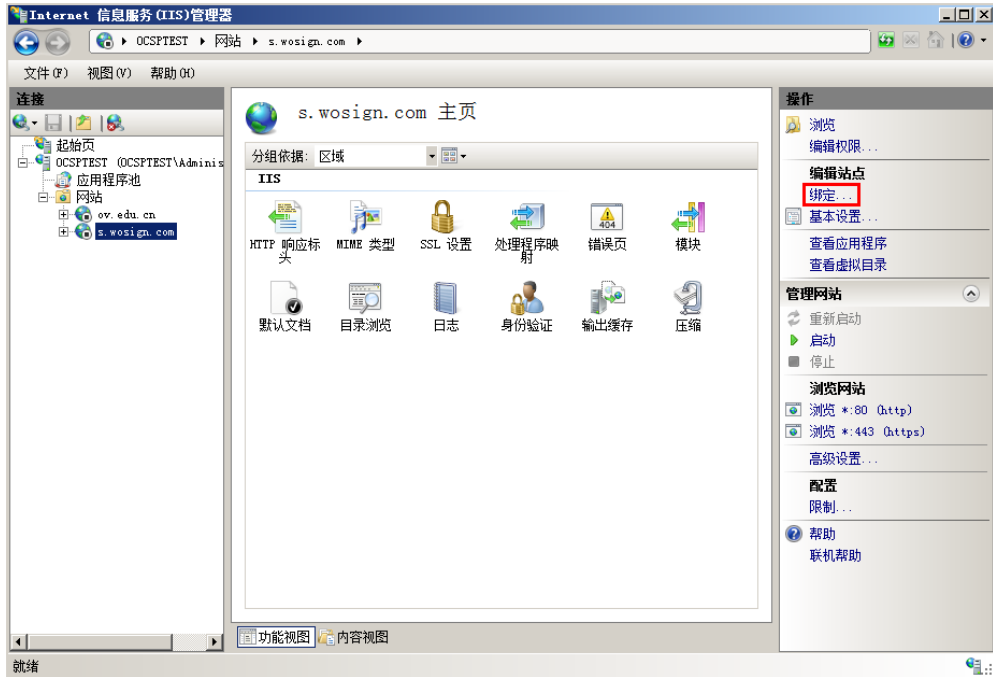 Internet 信息服务(IIS)管理器
OCSPTEST 网站 s.wosign.com
文件(F) 视图(V) 帮助(H)
连接
起始页
OCSPTEST (OCSPTEST\Adminis
应用程序池
网站
ov.edu.cn
s.wosign.com
s.wosign.com 主页
分组依据: 区域
IIS
HTTP 响应标头
MIME 类型
SSL 设置
处理程序映射
404
错误页
模块
默认文档
目录浏览
日志
身份验证
输出缓存
压缩
功能视图
内容视图
操作
浏览
编辑权限...
编辑站点
绑定...
基本设置...
查看应用程序
查看虚拟目录
管理网站
重新启动
启动
停止
浏览网站
浏览 *:80 (http)
浏览 *:443 (https)
高级设置...
配置
限制...
帮助
联机帮助
就绪